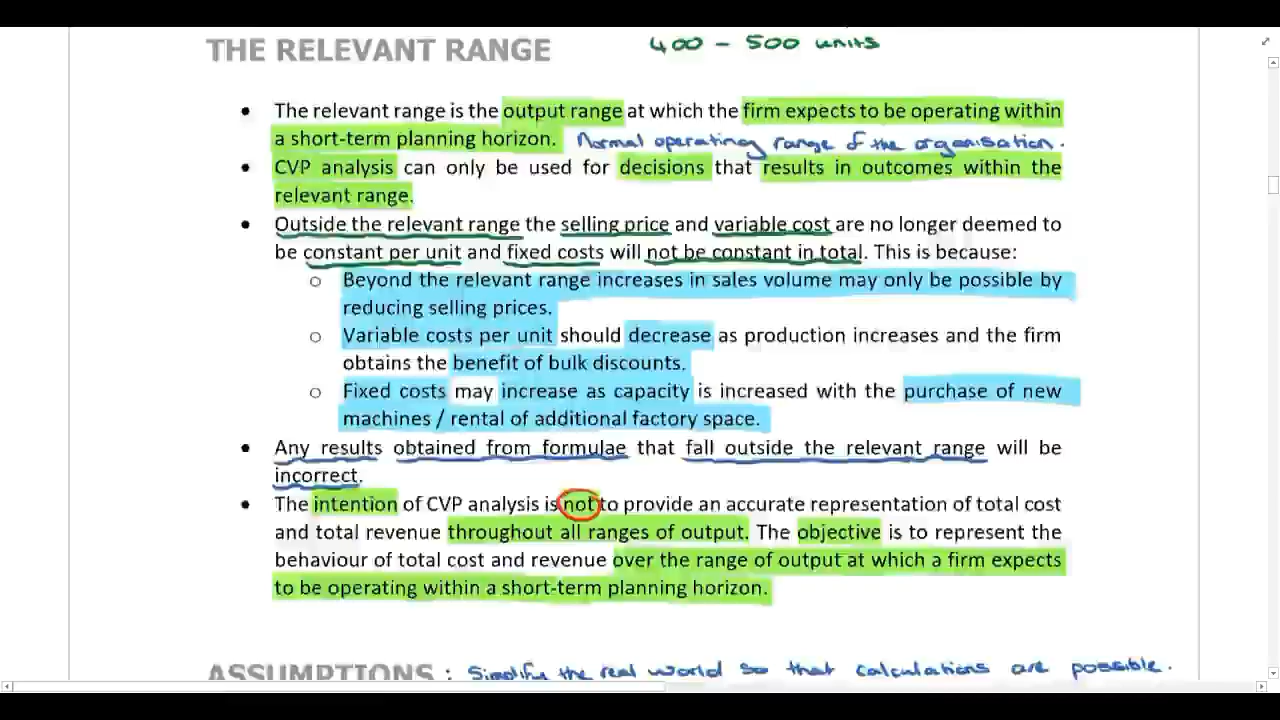 THE RELEVANT RANGE 400 - 500 units
• The relevant range is the output range at which the firm expects to be operating within
a short-term planning horizon. Normal operating range of the organisation.
• CVP analysis can only be used for decisions that results in outcomes within the
relevant range.
• Outside the relevant range the selling price and variable cost are no longer deemed to
be constant per unit and fixed costs will not be constant in total. This is because:
o Beyond the relevant range increases in sales volume may only be possible by
reducing selling prices.
o Variable costs per unit should decrease as production increases and the firm
obtains the benefit of bulk discounts.
o Fixed costs may increase as capacity is increased with the purchase of new
machines / rental of additional factory space.
• Any results obtained from formulae that fall outside the relevant range will be
incorrect.
• The intention of CVP analysis is not to provide an accurate representation of total cost
and total revenue throughout all ranges of output. The objective is to represent the
behaviour of total cost and revenue over the range of output at which a firm expects
to be operating within a short-term planning horizon.
ASSUMPTIONS : Simplify the real world so that calculations are possible.